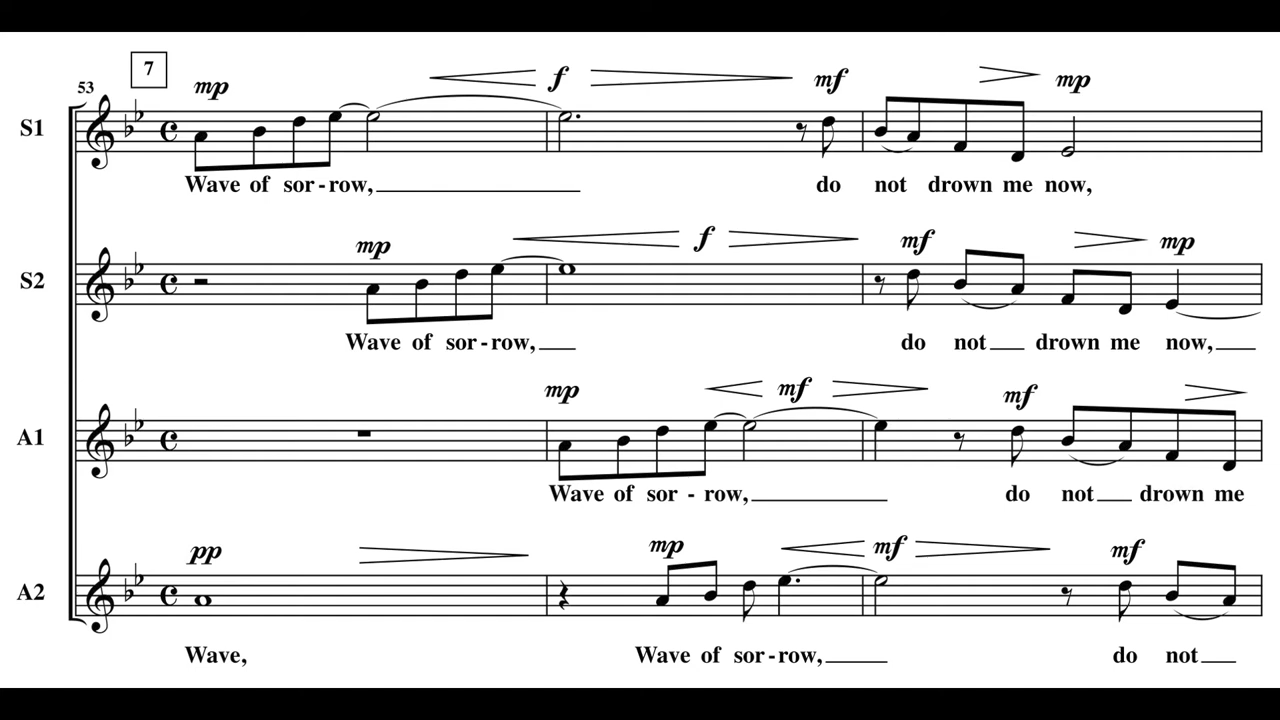 7
53
mp f mf mp
S1
Wave of sor-row, do not drown me now,
mp f mf mp
S2
Wave of sor-row, do not drown me now,
mp mf mf
A1
Wave of sor-row, do not drown me
pp mp mf mf
A2
Wave, Wave of sor-row, do not